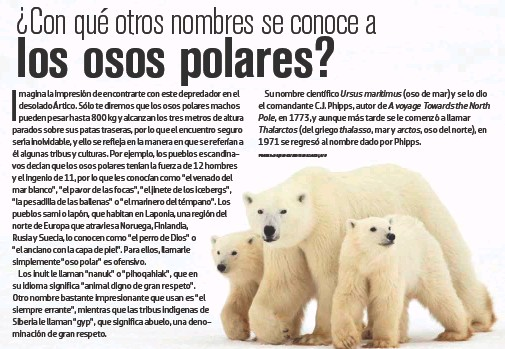 ¿Con qué otros nombres se conoce a
los osos polares?
Imagina la impresión de encontrarte con este depredador en el
desolado Ártico. Sólo te diremos que los osos polares machos
pueden pesar hasta 800 kg y alcanzan los tres metros de altura
parados sobre sus patas traseras, por lo que el encuentro seguro
sería inolvidable, y ello se refleja en la manera en que se referían a
él algunas tribus y culturas. Por ejemplo, los pueblos escandina-
vos decían que los osos polares tenían la fuerza de 12 hombres
y el ingenio de 11, por lo que les conocían como "el venado del
mar blanco", "el pavor de las focas", "el jinete de los icebergs",
"la pesadilla de las ballenas" o "el marinero del témpano". Los
pueblos sami o lapón, que habitan en Laponia, una región del
norte de Europa que atraviesa Noruega, Finlandia,
Rusia y Suecia, lo conocen como "el perro de Dios" o
"el anciano con la capa de piel". Para ellos, llamarle
simplemente "oso polar" es ofensivo.
Los inuit le llaman "nanuk" o "pihoqahiak", que en
su idioma significa "animal digno de gran respeto".
Otro nombre bastante impresionante que usan es "el
siempre errante", mientras que las tribus indígenas de
Siberia le llaman "gyp", que significa abuelo, una deno-
minación de gran respeto.
Su nombre científico Ursus maritimus (oso de mar) y se lo dio
el comandante C.J. Phipps, autor de A voyage Towards the North
Pole, en 1773, y aunque más tarde se le comenzó a llamar
Thalarctos (del griego thalasso, mar y arctos, oso del norte), en
1971 se regresó al nombre dado por Phipps.